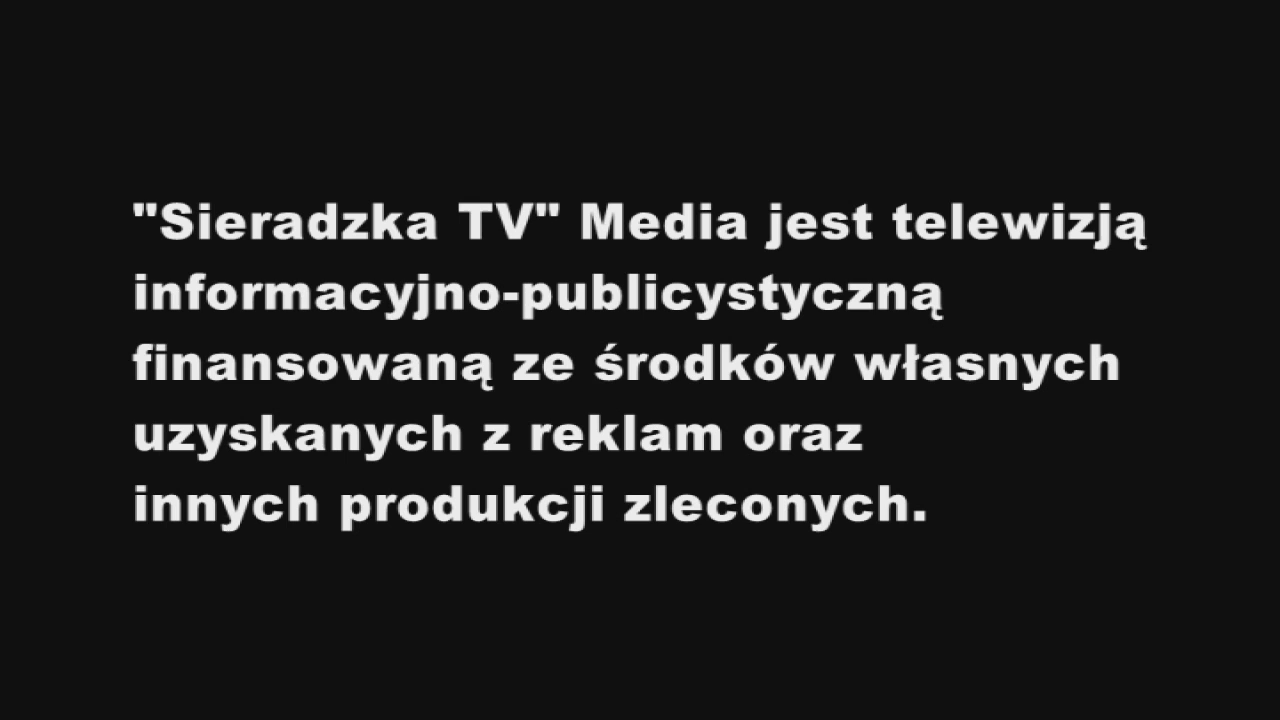 "Sieradzka TV" Media jest telewizją
informacyjno-publicystyczną
finansowaną ze środków własnych
uzyskanych z reklam oraz
innych produkcji zleconych.